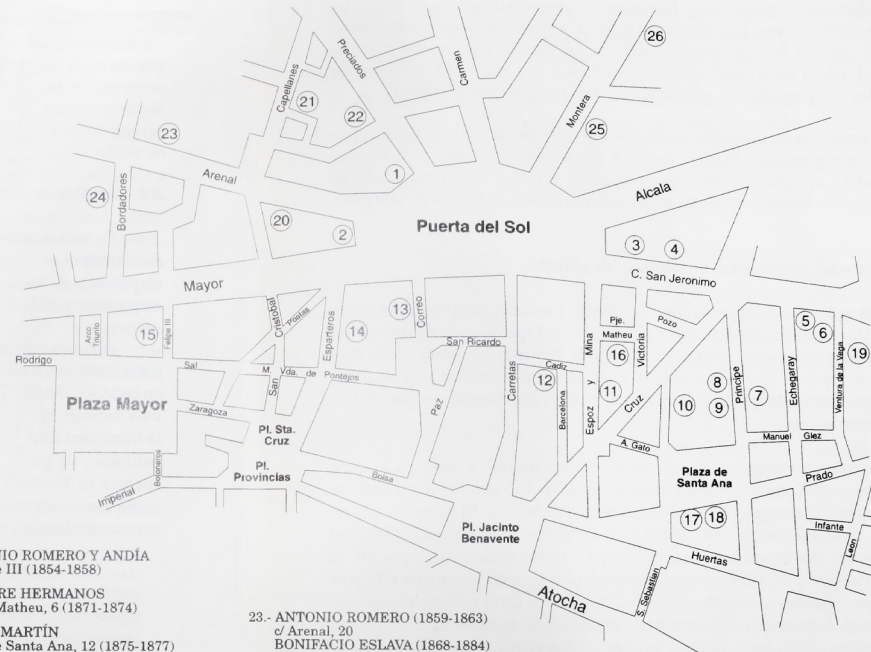 26
Preciados
Carmen
Capellanes
21
22
Montera
25
23
1
Arenal
Alcala
24
Bordadores
20
2
Puerta del Sol
3
4
C. San Jeronimo
Mayor
Cristobal
Postas
13
Correo
14
Esparteros
15
Felipe III
Arco
Triunfo
Pje.
Matheu
Pozo
5
6
19
Rodrigo
Sal
San Ricardo
16
Victoria
Mina
M. Vda. de Pontejos
Cadiz
12
Carretas
Barcelona
11
Espoz y
Cruz
8
9
10
Principe
7
Echegaray
Ventura de la Vega
Plaza Mayor
San
Zaragoza
Paz
Pl. Sta.
Cruz
A. Gato
Manuel Glez
Pl.
Provincias
Botoneros
Imperial
Bolsa
Plaza de
Santa Ana
Prado
17
18
Pl. Jacinto
Benavente
Infante
Leon
Huertas
Atocha
S. Sebastian
NIO ROMERO Y ANDÍA
e III (1854-1858)
RE HERMANOS
Matheu, 6 (1871-1874)
MARTÍN
e Santa Ana, 12 (1875-1877)
23.- ANTONIO ROMERO (1859-1863)
c/ Arenal, 20
BONIFACIO ESLAVA (1868-1884)